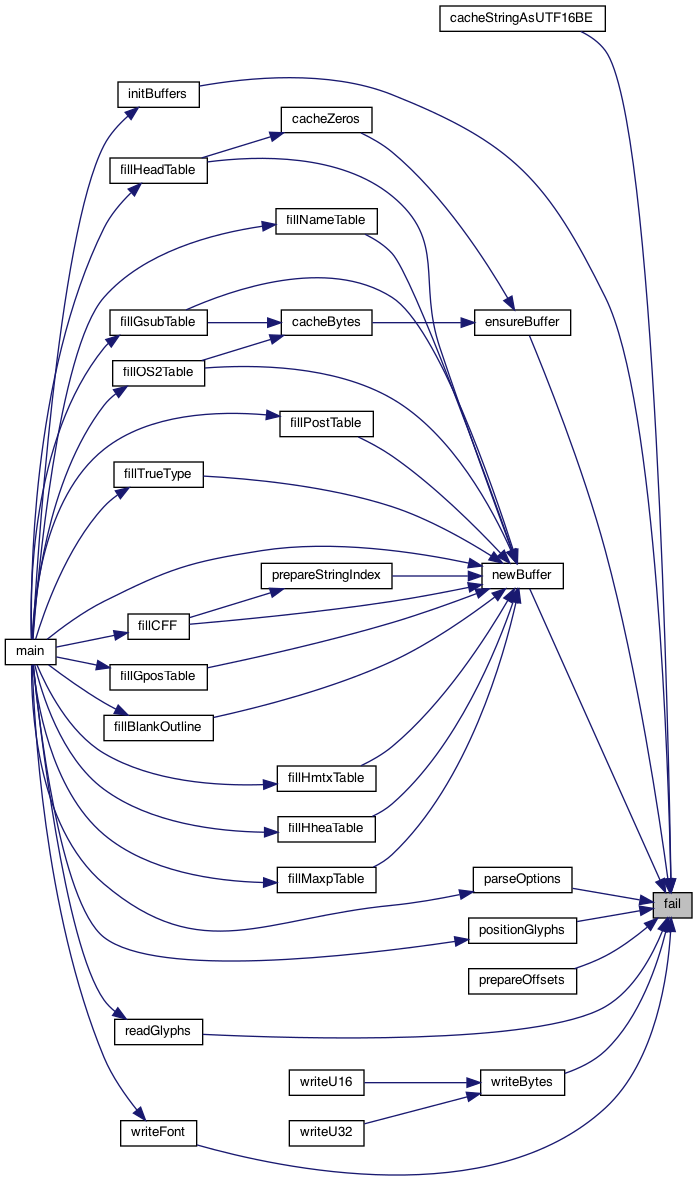 cacheStringAsUTF16BE
initBuffers
cacheZeros
fillHeadTable
fillNameTable
fillGsubTable
cacheBytes
ensureBuffer
fillOS2Table
fillPostTable
fillTrueType
prepareStringIndex
newBuffer
fillCFF
main
fillGposTable
fillBlankOutline
fillHmtxTable
fillHheaTable
fillMaxpTable
parseOptions
fail
positionGlyphs
prepareOffsets
readGlyphs
writeU16
writeBytes
writeFont
writeU32